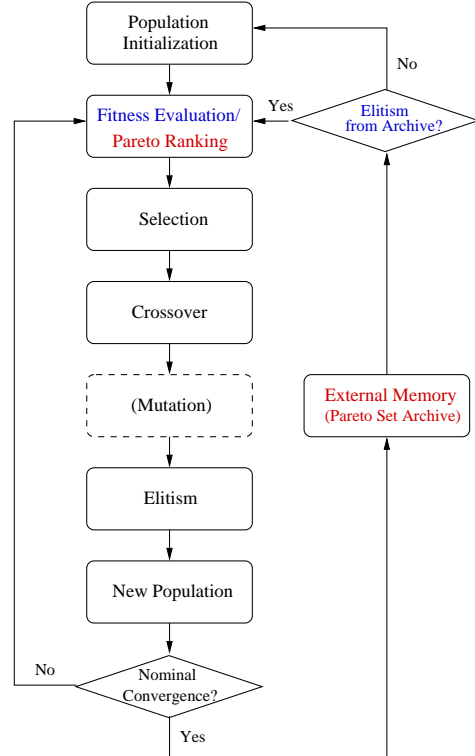 Population
Initialization
No
Fitness Evaluation/
Pareto Ranking
Yes
Elitism
from Archive?
Selection
Crossover
(Mutation)
External Memory
(Pareto Set Archive)
Elitism
New Population
No
Nominal
Convergence?
Yes